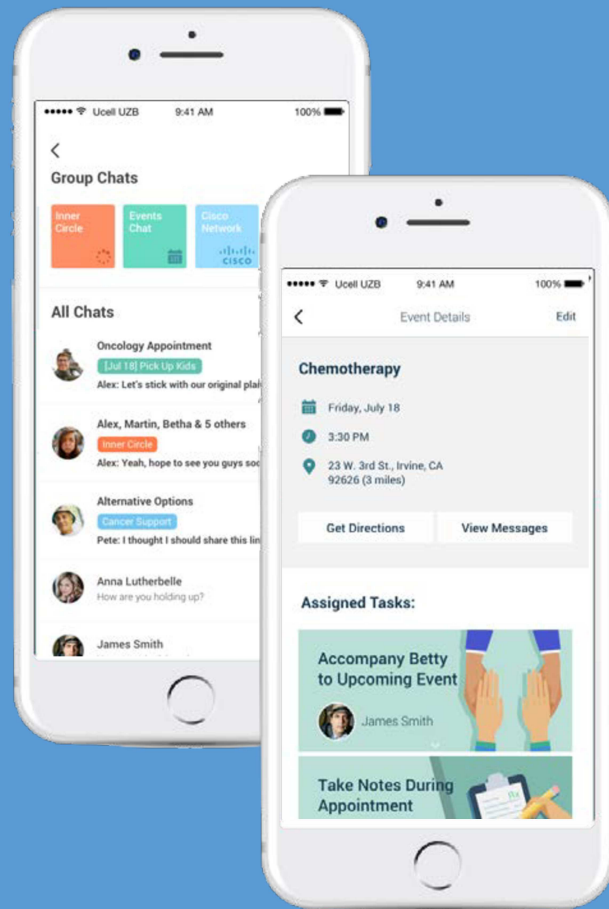 Ucell UZB 9:41 AM 100%
Group Chats
Inner
Circle
Events
Chat
Cisco
Network
CISCO
All Chats
Oncology Appointment
[Jul 18] Pick Up Kids
Alex: Let's stick with our original
Alex, Martin, Betha & 5 others
Inner Circle
Alex: Yeah, hope to see you guys
Alternative Options
Cancer Support
Pete: I thought I should share this
Anna Lutherbelle
How are you holding up?
James Smith
Ucell UZB 9:41 AM 100%
Event Details Edit
Chemotherapy
Friday, July 18
3:30 PM
23 W. 3rd St., Irvine, CA
92626 (3 miles)
Get Directions View Messages
Assigned Tasks:
Accompany Betty
to Upcoming Event
James Smith
Take Notes During
Appointment
Rx